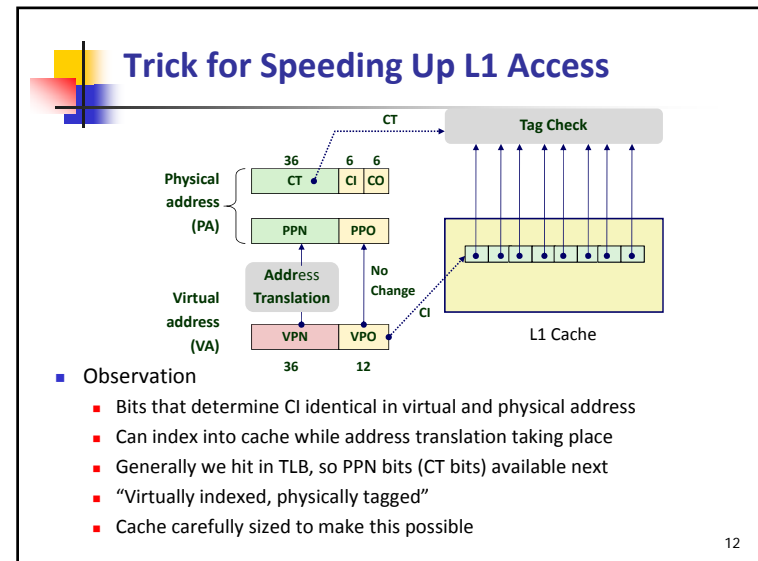 Trick for Speeding Up L1 Access
CT
Tag Check
36 6 6
Physical address (PA)
CT CI CO
PPN PPO
Address Translation
No Change
CI
Virtual address (VA)
VPN VPO
L1 Cache
36 12
Observation
Bits that determine CI identical in virtual and physical address
Can index into cache while address translation taking place
Generally we hit in TLB, so PPN bits (CT bits) available next
“Virtually indexed, physically tagged”
Cache carefully sized to make this possible
12